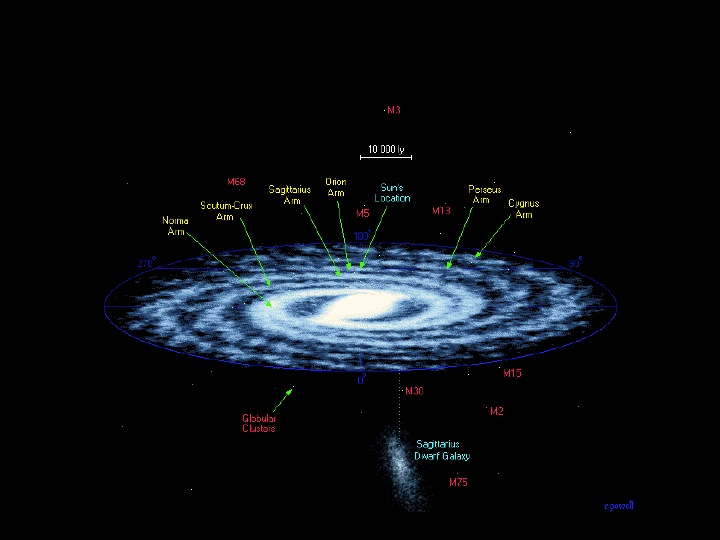 M3
10 000 ly
M68
Sagittarius
Arm
Orion
Arm
Sun's
Location
Perseus
Arm
Cygnus
Arm
Scutum-Crux
Arm
Norma
Arm
M5
M13
180°
270°
90°
0°
M15
M30
M2
Globular
Clusters
Sagittarius
Dwarf Galaxy
M75
r powell